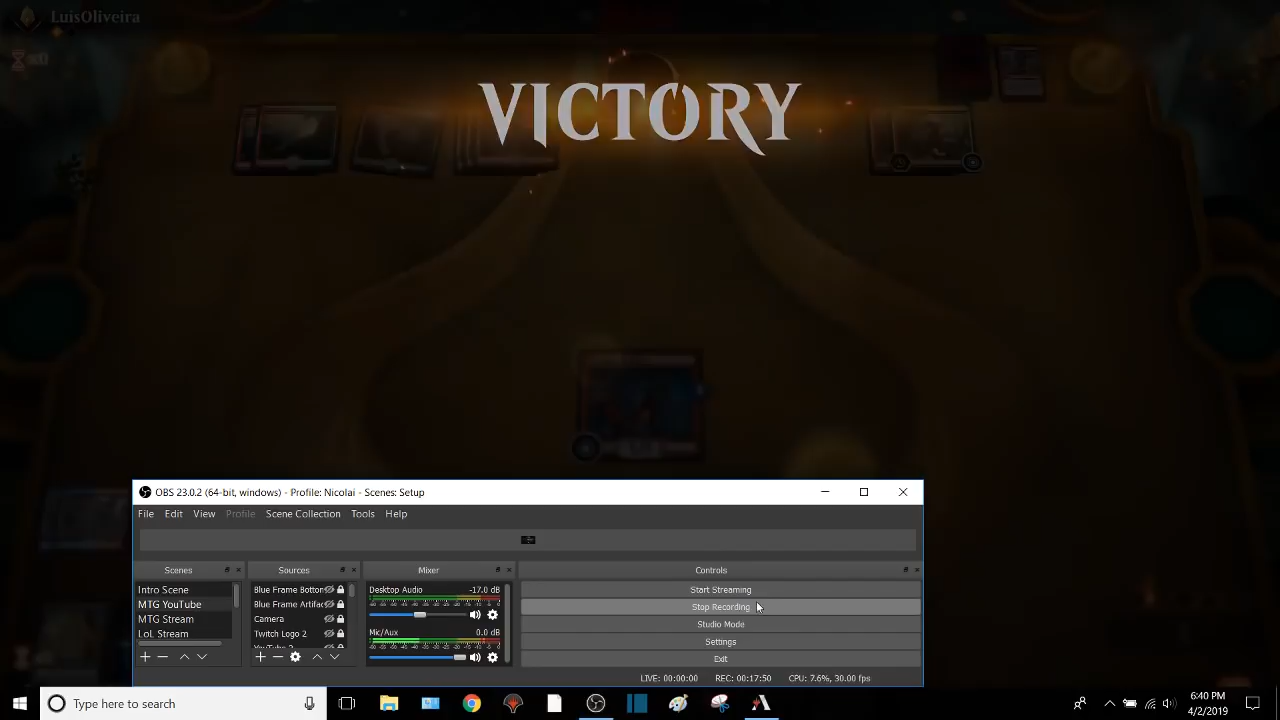 LuisOliveira
VICTORY
OBS 23.0.2 (64-bit, windows) - Profile: Nicolai - Scenes: Setup
File Edit View Profile Scene Collection Tools Help
Scenes Sources Mixer Controls
Intro Scene
MTG YouTube
MTG Stream
LoL Stream
Blue Frame Bottom
Blue Frame Artifac
Camera
Twitch Logo 2
YouTube 2
Desktop Audio -17.0 dB
Mic/Aux 0.0 dB
Start Streaming
Stop Recording
Studio Mode
Settings
Exit
LIVE: 00:00:00 REC: 00:17:50 CPU: 7.6%, 30.00 fps
Type here to search
6:40 PM
4/2/2019